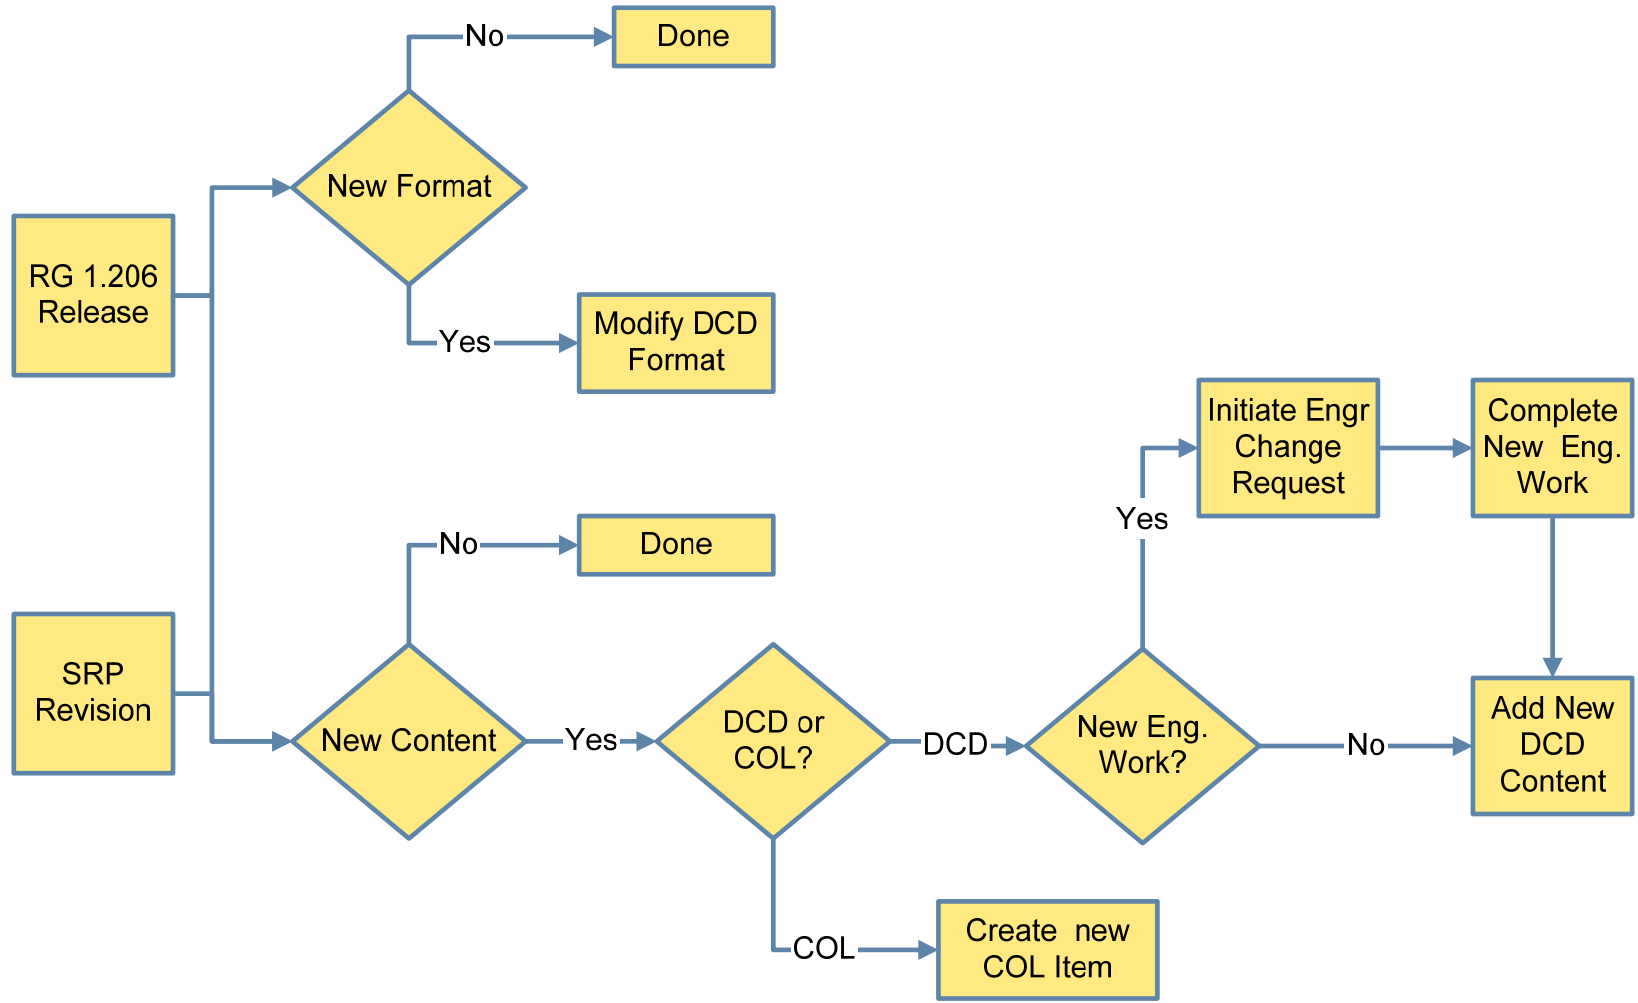 No
Done
New Format
RG 1.206
Release
Yes
Modify DCD
Format
Initiate Engr
Change
Request
Complete
New  Eng.
Work
Yes
No
Done
SRP
Revision
New Content
Yes
DCD or
COL?
DCD
New Eng.
Work?
No
Add New
DCD
Content
COL
Create  new
COL Item